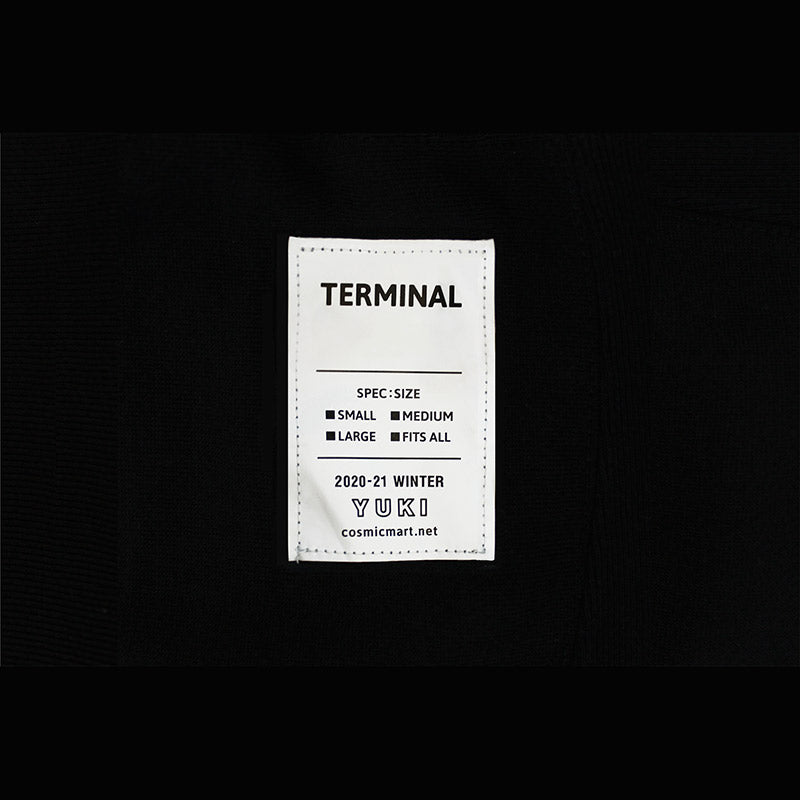 TERMINAL
SPEC:SIZE
■SMALL ■MEDIUM
■LARGE ■FITS ALL
2020-21 WINTER
YUKI
cosmicmart.net